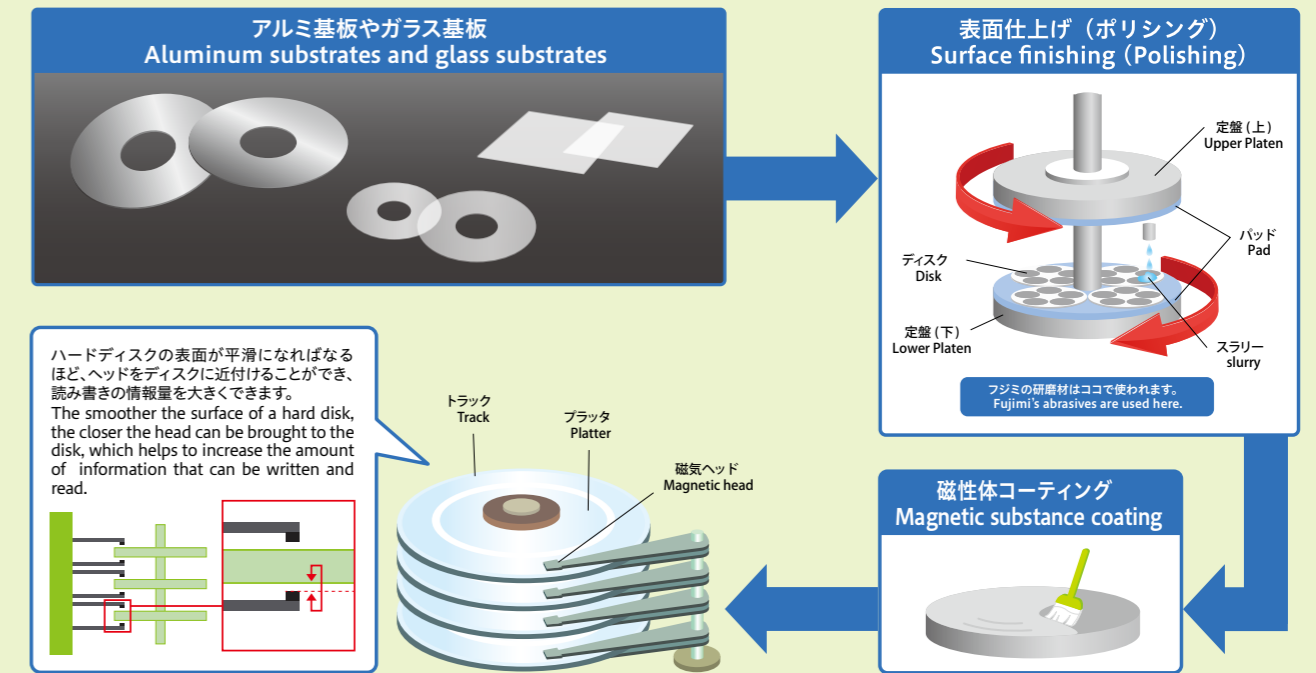 アルミ基板やガラス基板
Aluminum substrates and glass substrates
表面仕上げ（ポリシング）
Surface finishing（Polishing）
定盤 (上)
Upper Platen
パッド
Pad
ディスク
Disk
定盤 (下)
Lower Platen
スラリー
slurry
フジミの研磨材はココで使われます。
Fujimi's abrasives are used here.
磁性体コーティング
Magnetic substance coating
トラック
Track
プラッタ
Platter
磁気ヘッド
Magnetic head
ハードディスクの表面が平滑になればなる
ほど、ヘッドをディスクに近付けることができ、
読み書きの情報量を大きくできます。
The smoother the surface of a hard disk,
the closer the head can be brought to the
disk, which helps to increase the amount
of information that can be written and
read.